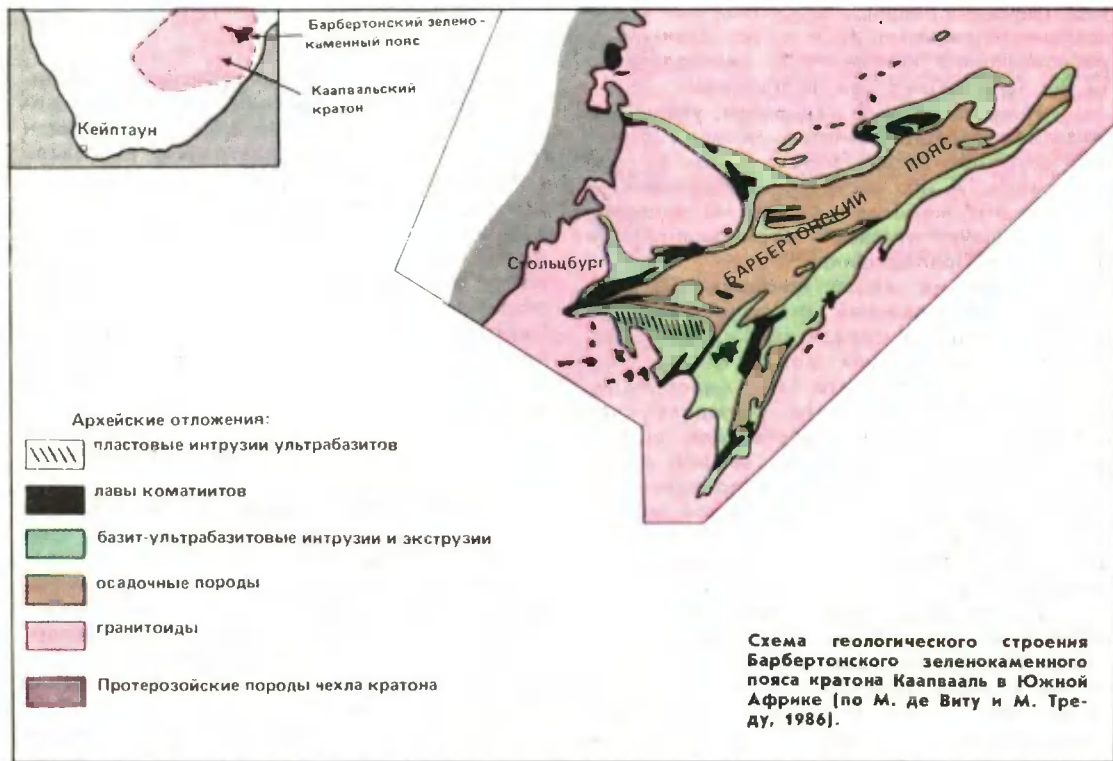 Барбертонский зелено-
каменный пояс
Каапвальский
кратон
Кейптаун
Стольцбург
БАРБЕРТОНСКИЙ ПОЯС
Архейские отложения:
пластовые интрузии ультрабазитов
лавы коматиитов
базит-ультрабазитовые интрузии и экструзии
осадочные породы
гранитоиды
Протерозойские породы чехла кратона
Схема геологического строения
Барбертонского зеленокаменного
пояса кратона Каапвааль в Южной
Африке (по М. де Виту и М. Тре-
ду, 1986).